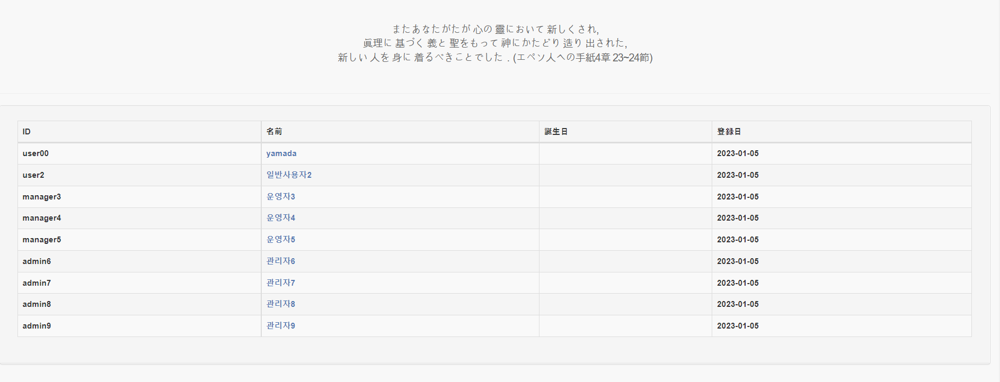 またあなたがたが 心の 靈において 新しくされ,
眞理に 基づく 義と 聖をもって 神にかたどり 造り 出された,
新しい 人を 身に 着るべきことでした . (エペソ人への手紙4章 23~24節)
ID 名前 誕生日 登録日
user00 yamada 2023-01-05
user2 일반사용자2 2023-01-05
manager3 운영자3 2023-01-05
manager4 운영자4 2023-01-05
manager5 운영자5 2023-01-05
admin6 관리자6 2023-01-05
admin7 관리자7 2023-01-05
admin8 관리자8 2023-01-05
admin9 관리자9 2023-01-05